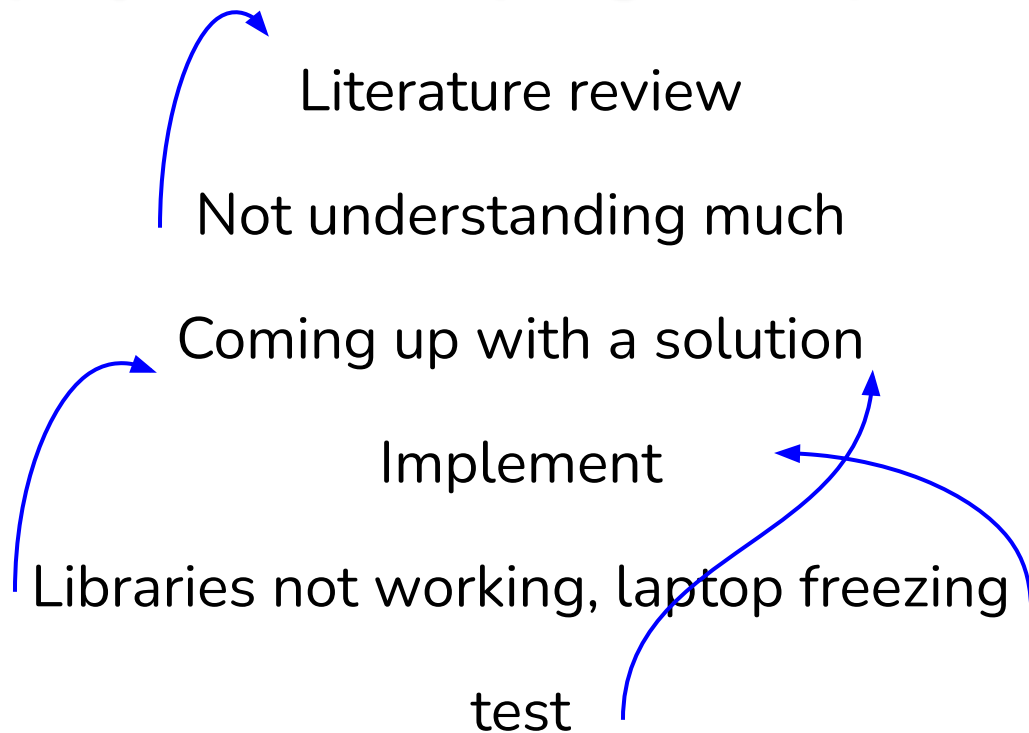 Literature review
Not understanding much
Coming up with a solution
Implement
Libraries not working, laptop freezing
test